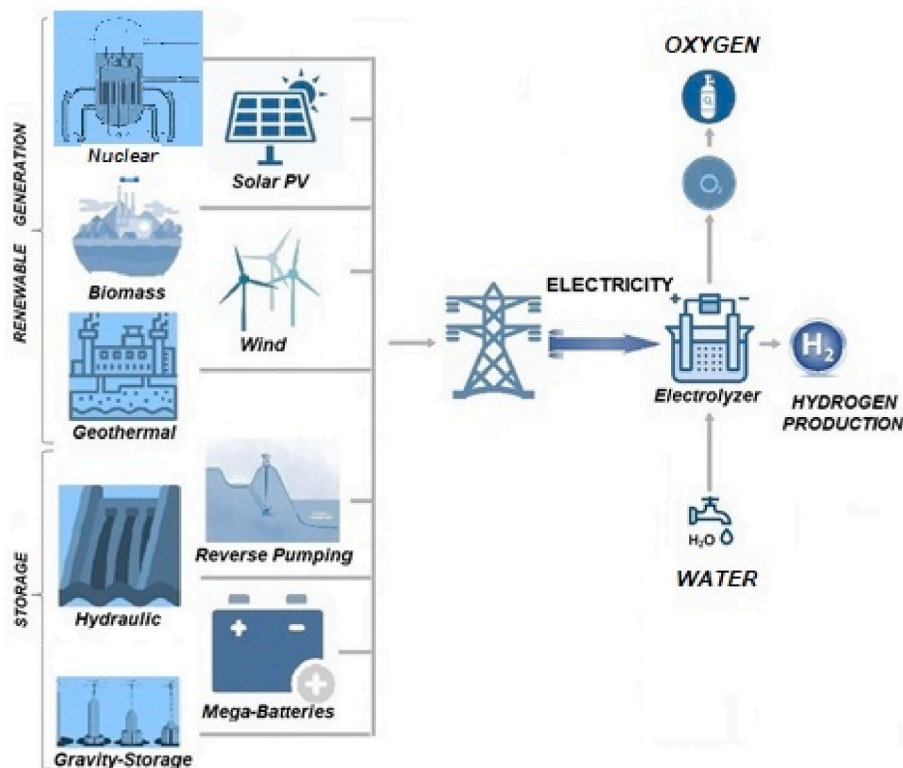 OXYGEN
O₂
O₂
RENEWABLE GENERATION
Nuclear
Solar PV
Biomass
Wind
Geothermal
ELECTRICITY
+ −
Electrolyzer
H₂
HYDROGEN
PRODUCTION
H₂O
WATER
STORAGE
Reverse Pumping
Hydraulic
+ −
+
Mega-Batteries
Gravity-Storage